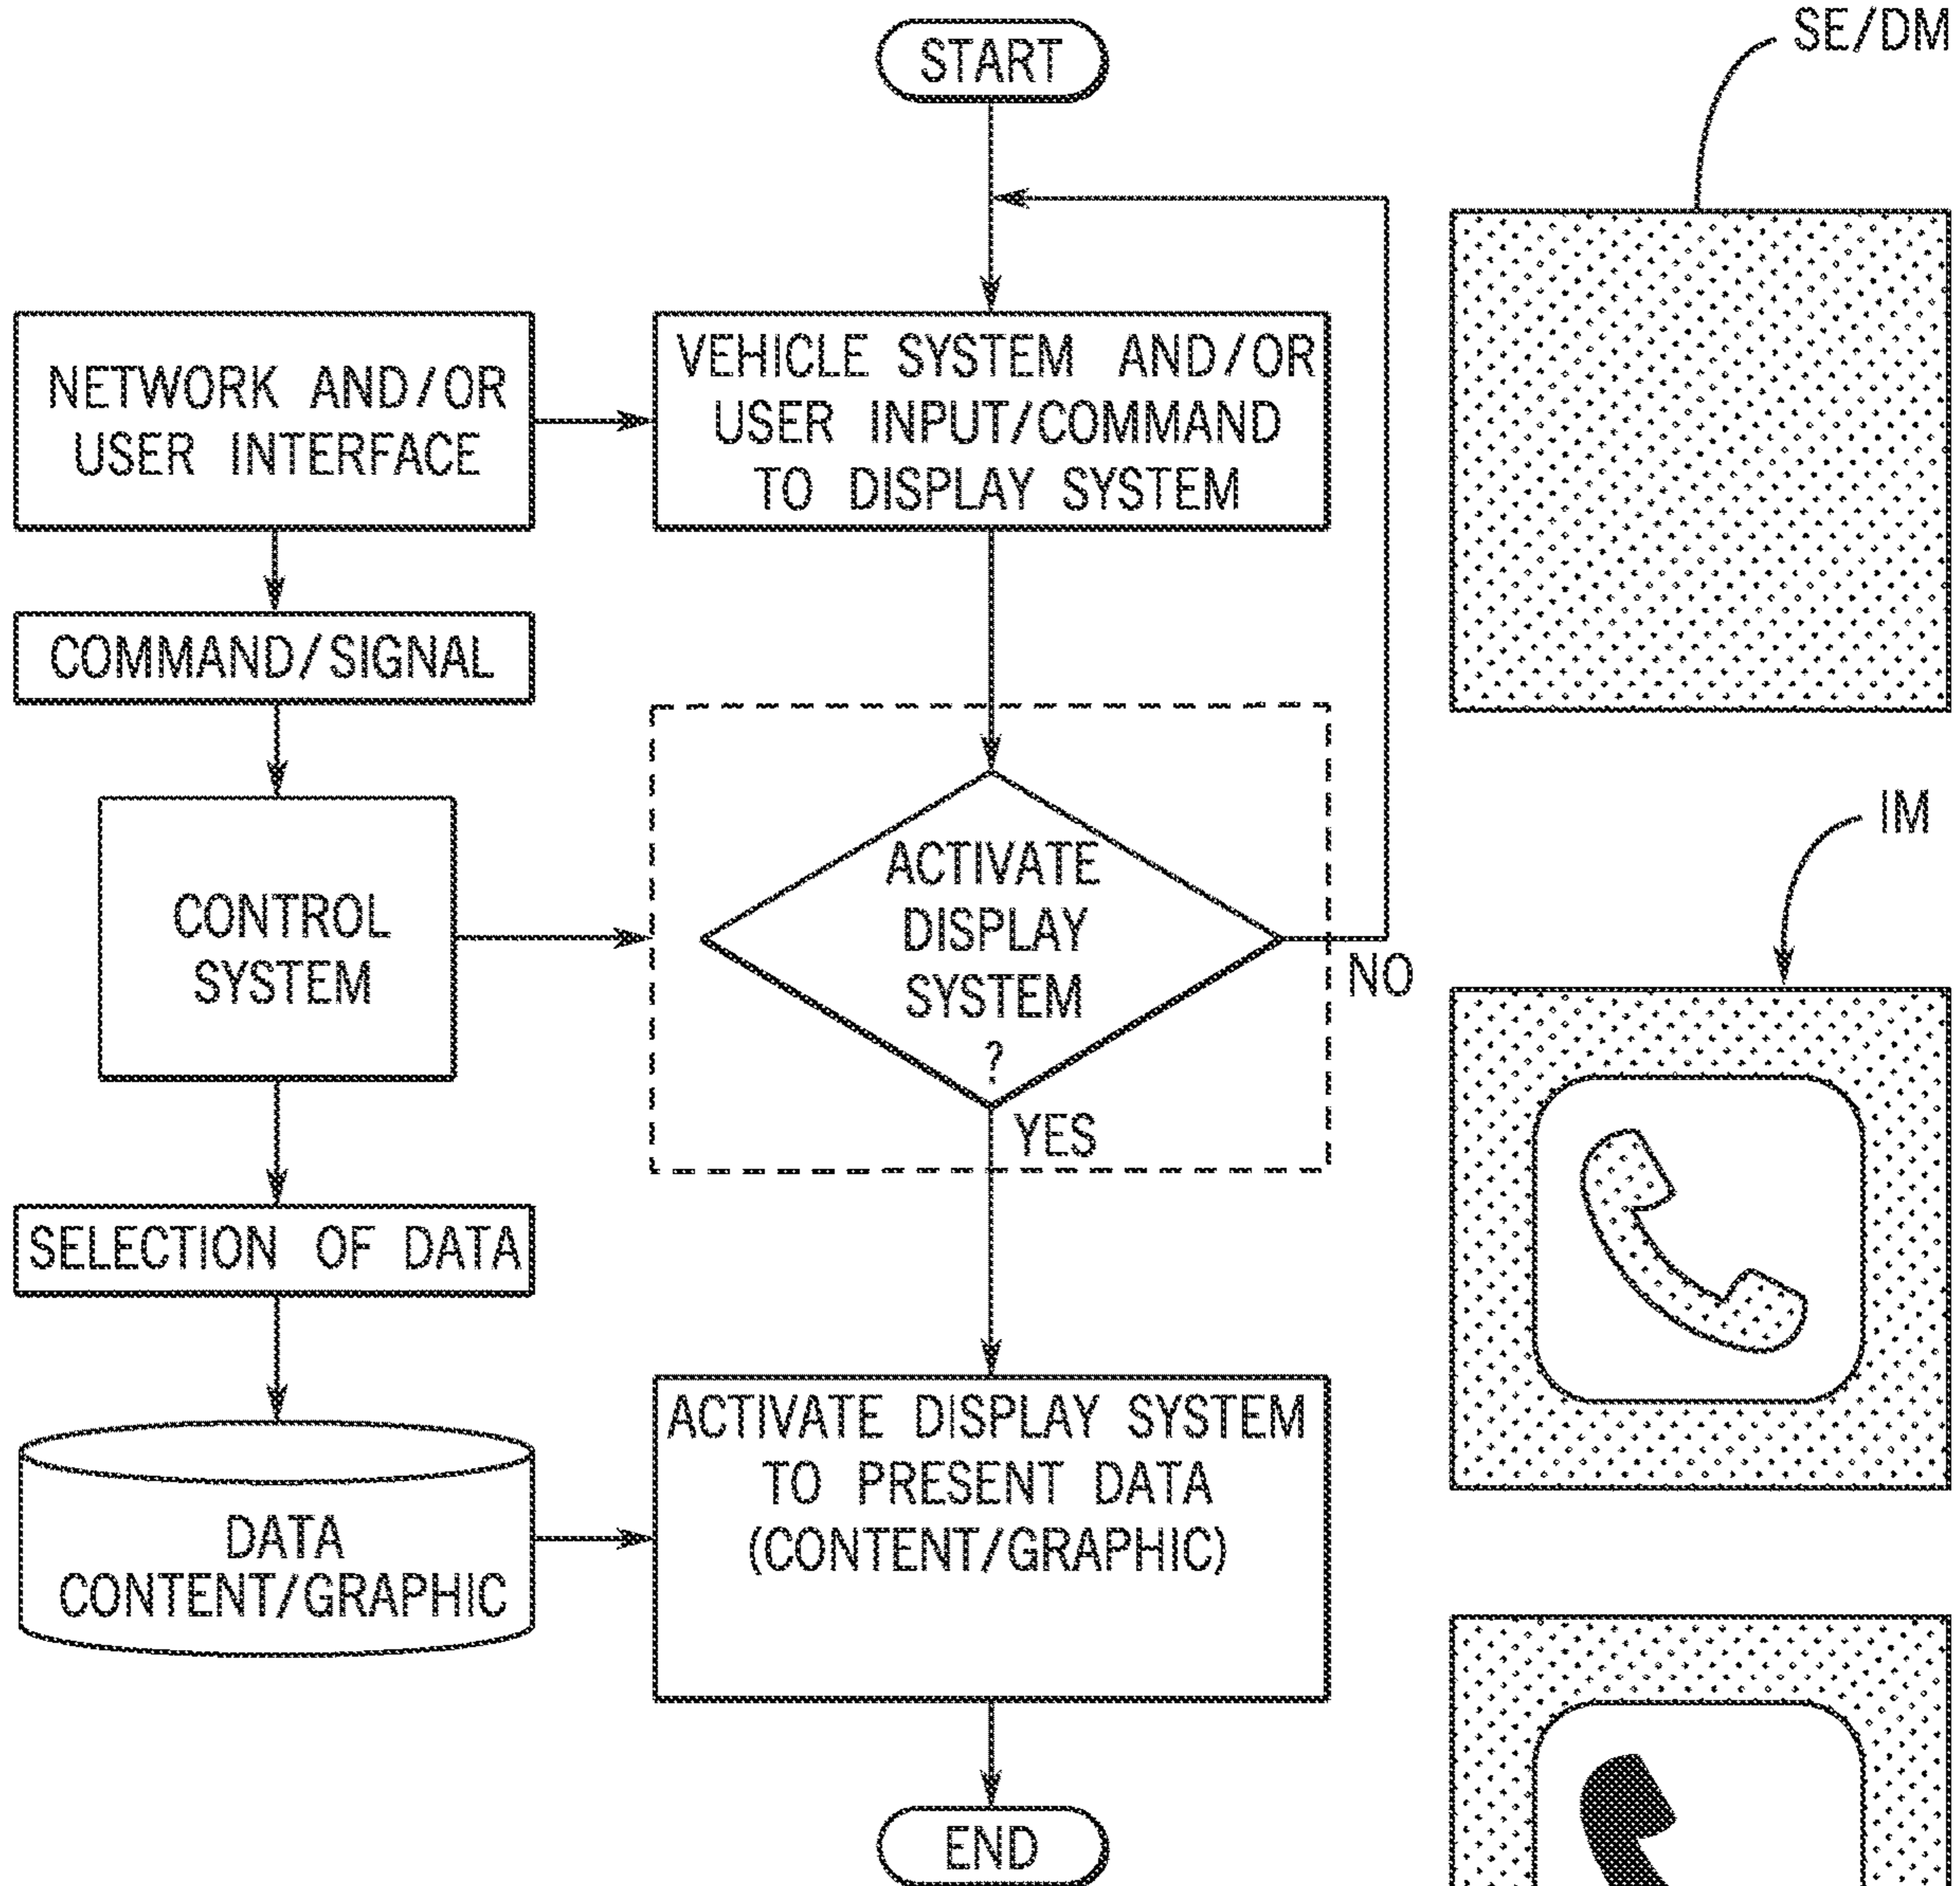 START
SE/DM
NETWORK AND/OR
USER INTERFACE
VEHICLE SYSTEM AND/OR
USER INPUT/COMMAND
TO DISPLAY SYSTEM
COMMAND/SIGNAL
IM
CONTROL
SYSTEM
ACTIVATE
DISPLAY
SYSTEM
?
NO
YES
SELECTION OF DATA
DATA
CONTENT/GRAPHIC
ACTIVATE DISPLAY SYSTEM
TO PRESENT DATA
(CONTENT/GRAPHIC)
END